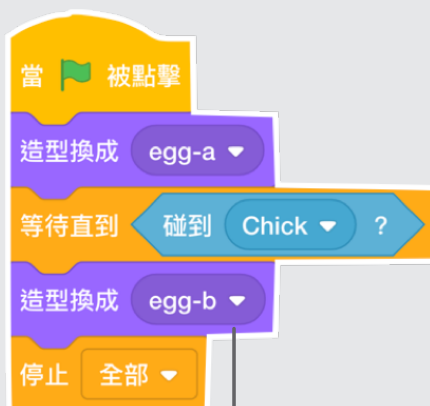 當 被點擊
造型換成 egg-a
等待直到 碰到 Chick ?
造型換成 egg-b
停止 全部